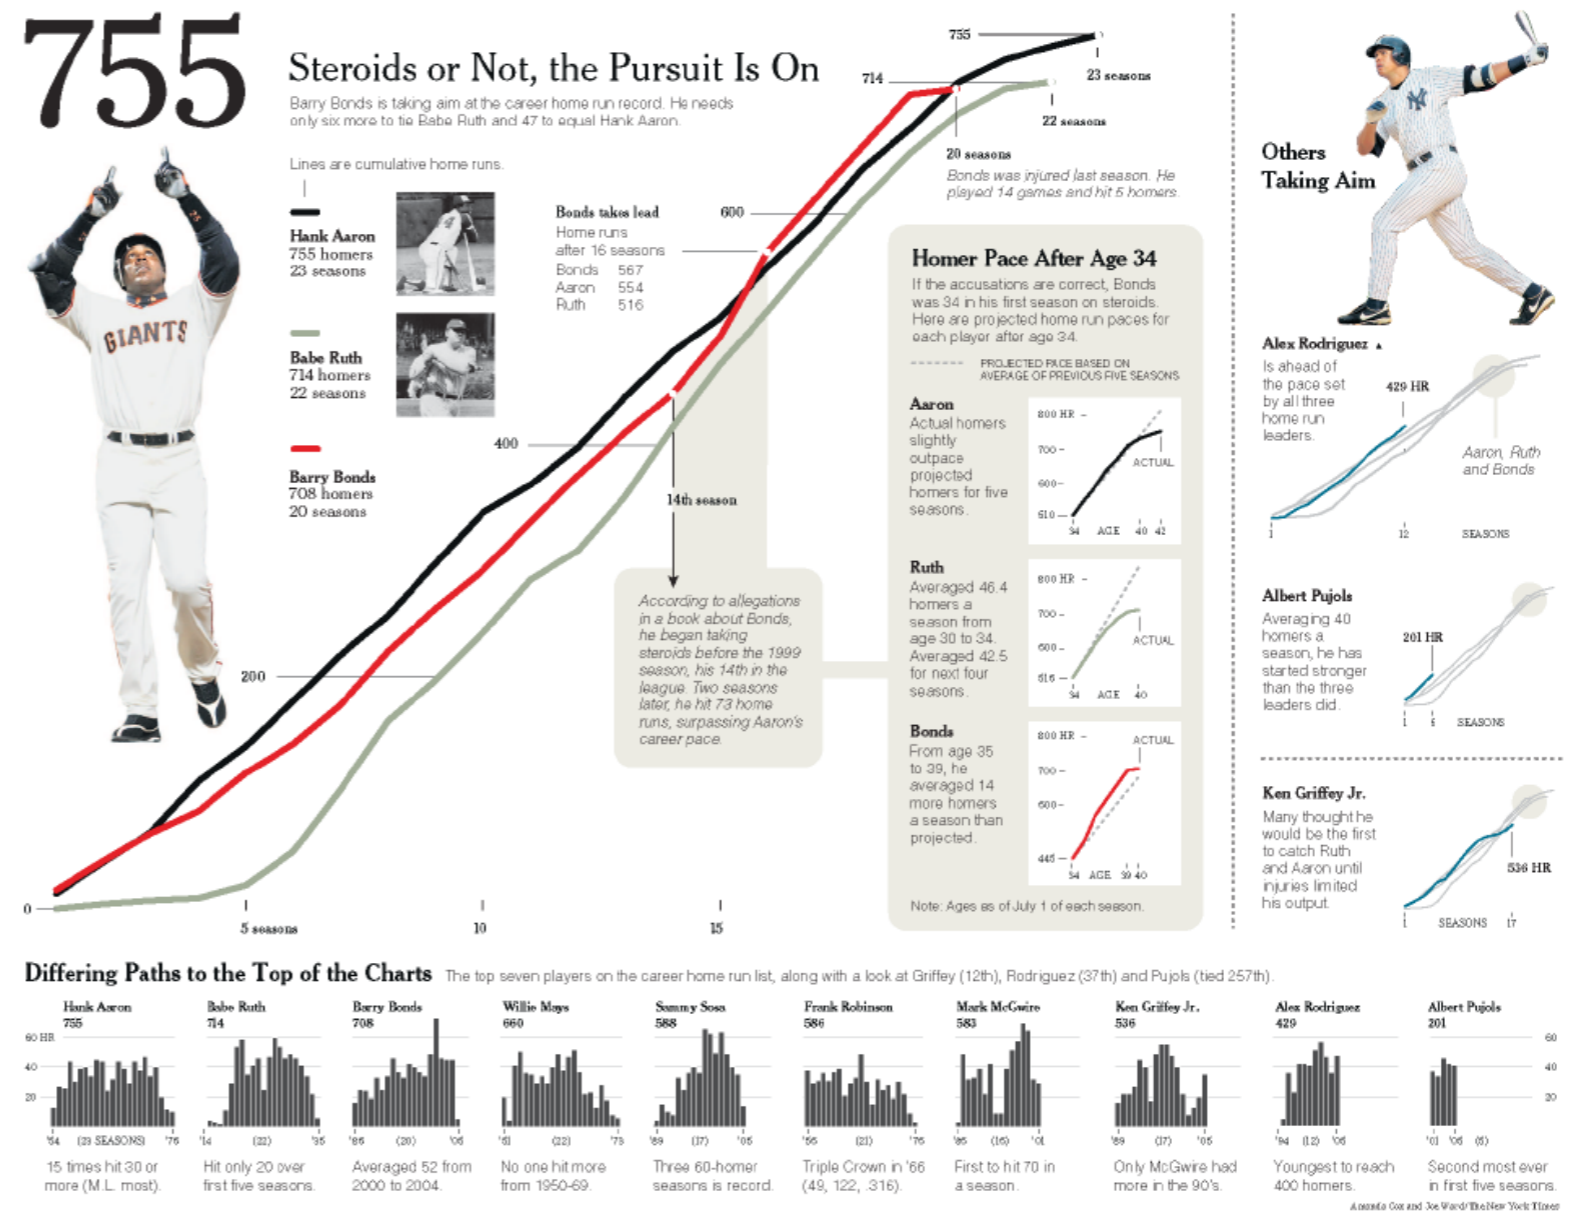 755
Steroids or Not, the Pursuit Is On
Barry Bonds is taking aim at the career home run record. He needs
only six more to tie Babe Ruth and 47 to equal Hank Aaron.
Lines are cumulative home runs.
Hank Aaron
755 homers
23 seasons
Babe Ruth
714 homers
22 seasons
Barry Bonds
708 homers
20 seasons
GIANTS
Bonds takes lead
Home runs
after 16 seasons
Bonds 567
Aaron 554
Ruth 516
755
714
600
400
200
0
23 seasons
22 seasons
20 seasons
Bonds was injured last season. He
played 14 games and hit 5 homers.
14th season
According to allegations
in a book about Bonds,
he began taking
steroids before the 1999
season, his 14th in the
league. Two seasons
later, he hit 73 home
runs, surpassing Aaron's
career pace.
5 seasons
10
15
Homer Pace After Age 34
If the accusations are correct, Bonds
was 34 in his first season on steroids.
Here are projected home run paces for
each player after age 34.
PROJECTED PACE BASED ON
AVERAGE OF PREVIOUS FIVE SEASONS
Aaron
Actual homers
slightly
outpace
projected
homers for five
seasons.
800 HR
700
600
510
ACTUAL
34 AGE 40 42
Ruth
Averaged 46.4
homers a
season from
age 30 to 34.
Averaged 42.5
for next four
seasons.
800 HR
700
600
516
ACTUAL
34 AGE 40
Bonds
From age 35
to 39, he
averaged 14
more homers
a season than
projected.
800 HR
700
600
445
ACTUAL
34 AGE 39 40
Note: Ages as of July 1 of each season.
Others
Taking Aim
Alex Rodriguez ▲
Is ahead of
the pace set
by all three
home run
leaders.
429 HR
Aaron, Ruth
and Bonds
1 12 SEASONS
Albert Pujols
Averaging 40
homers a
season, he has
started stronger
than the three
leaders did.
201 HR
1 5 SEASONS
Ken Griffey Jr.
Many thought he
would be the first
to catch Ruth
and Aaron until
injuries limited
his output.
536 HR
1 SEASONS 17
Differing Paths to the Top of the Charts The top seven players on the career home run list, along with a look at Griffey (12th), Rodriguez (37th) and Pujols (tied 257th).
Hank Aaron
755
60 HR
40
20
'54 (23 SEASONS) '76
15 times hit 30 or
more (M.L. most).
Babe Ruth
714
'14 (22) '35
Hit only 20 over
first five seasons.
Barry Bonds
708
'86 (20) '05
Averaged 52 from
2000 to 2004.
Willie Mays
660
'51 (22) '73
No one hit more
from 1950-69.
Sammy Sosa
588
'89 (17) '05
Three 60-homer
seasons is record.
Frank Robinson
586
'56 (21) '76
Triple Crown in '66
(49, 122, .316).
Mark McGwire
583
'86 (16) '01
First to hit 70 in
a season.
Ken Griffey Jr.
536
'89 (17) '05
Only McGwire had
more in the 90's.
Alex Rodriguez
429
'94 (12) '05
Youngest to reach
400 homers.
Albert Pujols
201
60
40
20
'01 '05 (5)
Second most ever
in first five seasons.
Amanda Cox and Joe Ward/The New York Times